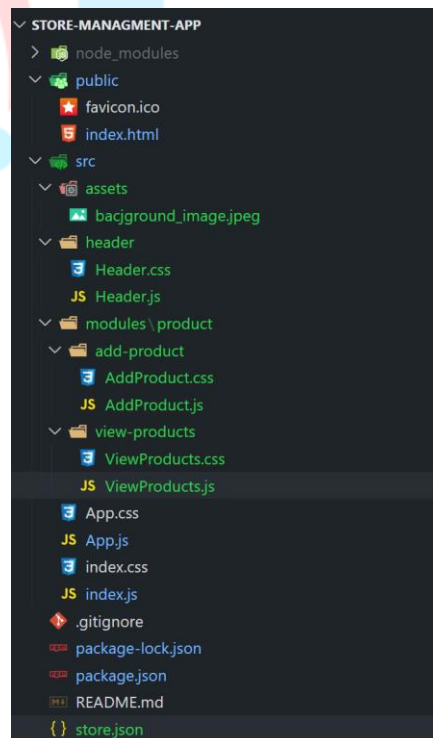 STORE-MANAGMENT-APP
node_modules
public
favicon.ico
index.html
src
assets
bacjground_image.jpeg
header
Header.css
JS Header.js
modules\product
add-product
AddProduct.css
JS AddProduct.js
view-products
ViewProducts.css
JS ViewProducts.js
App.css
JS App.js
index.css
JS index.js
.gitignore
package-lock.json
package.json
README.md
{ } store.json